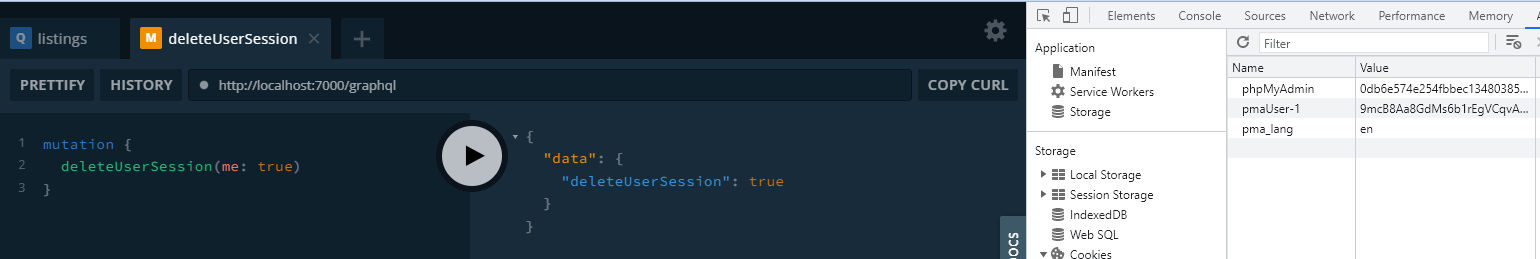 Q listings
M deleteUserSession
PRETTIFY HISTORY http://localhost:7000/graphql COPY CURL
1 mutation {
2 deleteUserSession(me: true)
3 }
{
"data": {
"deleteUserSession": true
}
}
Elements Console Sources Network Performance Memory
Application
Manifest
Service Workers
Storage
Storage
Local Storage
Session Storage
IndexedDB
Web SQL
Cookies
Filter
Name Value
phpMyAdmin 0db6e574e254fbbec13480385...
pmaUser-1 9mcB8Aa8GdMs6b1rEgVCqvA...
pma_lang en